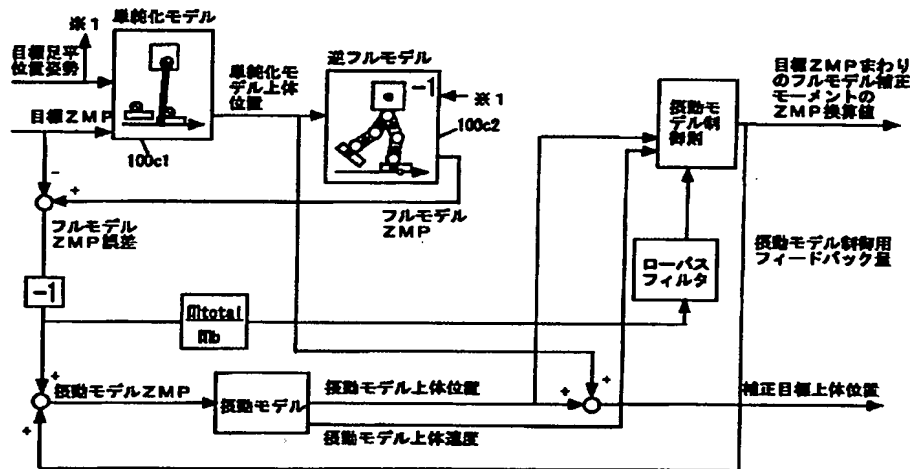 ※1
単純化モデル
目標足平
位置姿勢
目標ZMP
100c1
単純化モ
デル上体
位置
逆フルモデル
-1
※1
100c2
フルモデル
ZMP
摂動モ
デル制
御則
目標ZMPまわり
のフルモデル補正
モーメントの
ZMP換算値
-
+
フルモデル
ZMP誤差
-1
mtotal
mb
ローパス
フィルタ
摂動モデル制御用
フィードバック量
+
+
摂動モデルZMP
摂動モデル
摂動モデル上体位置
摂動モデル上体速度
+
+
補正目標上体位置